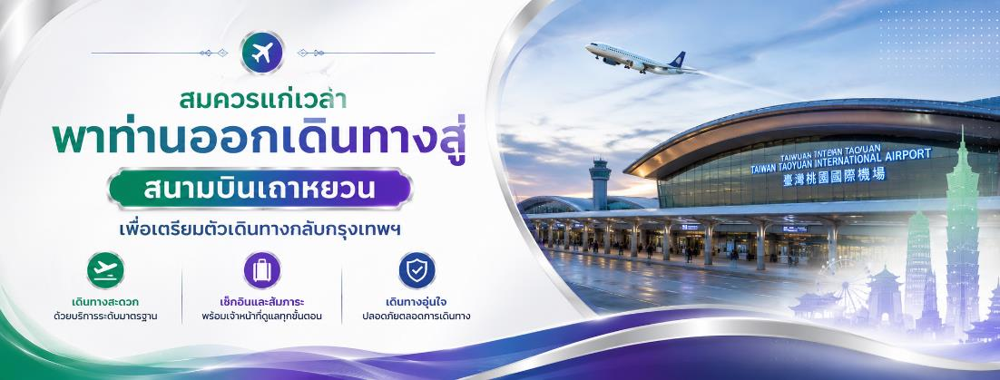 สมควรแก่เวลา
พาท่านออกเดินทางสู่
สนามบินเถาหยวน
เพื่อเตรียมตัวเดินทางกลับกรุงเทพฯ
เดินทางสะดวก
ด้วยบริการระดับมาตรฐาน
เช็กอินและสัมภาระ
พร้อมเจ้าหน้าที่ดูแลทุกขั้นตอน
เดินทางอุ่นใจ
ปลอดภัยตลอดการเดินทาง
TAIWAN TAOYUAN INTERNATIONAL AIRPORT
臺灣桃園國際機場